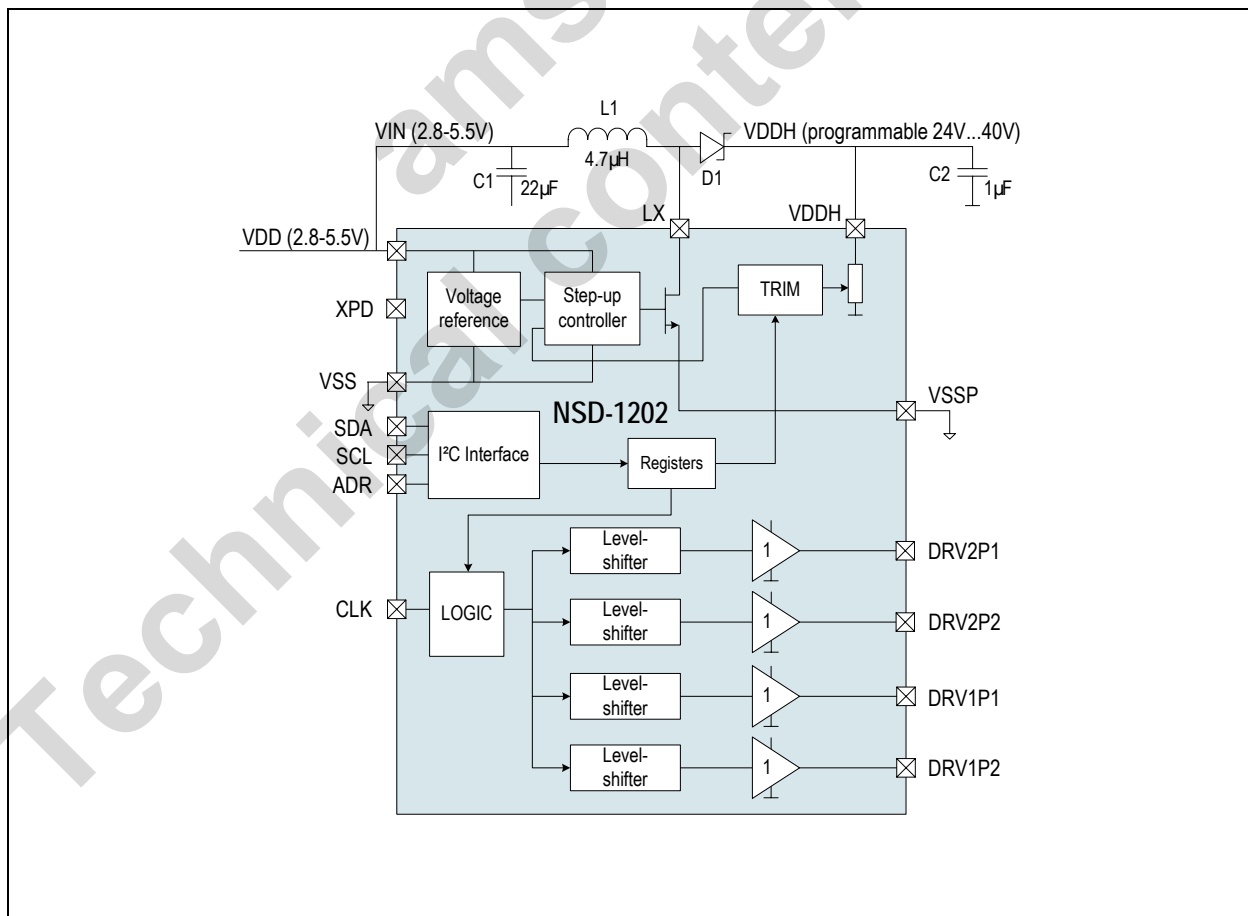 L1
VIN (2.8-5.5V)
VDDH (programmable 24V...40V)
4.7µH
C1
22µF
D1
C2
1µF
LX
VDDH
VDD (2.8-5.5V)
Voltage
reference
Step-up
controller
TRIM
XPD
VSS
VSSP
NSD-1202
SDA
SCL
ADR
I²C Interface
Registers
Level-
shifter
1
DRV2P1
CLK
LOGIC
Level-
shifter
1
DRV2P2
Level-
shifter
1
DRV1P1
Level-
shifter
1
DRV1P2
ams
Technical conte